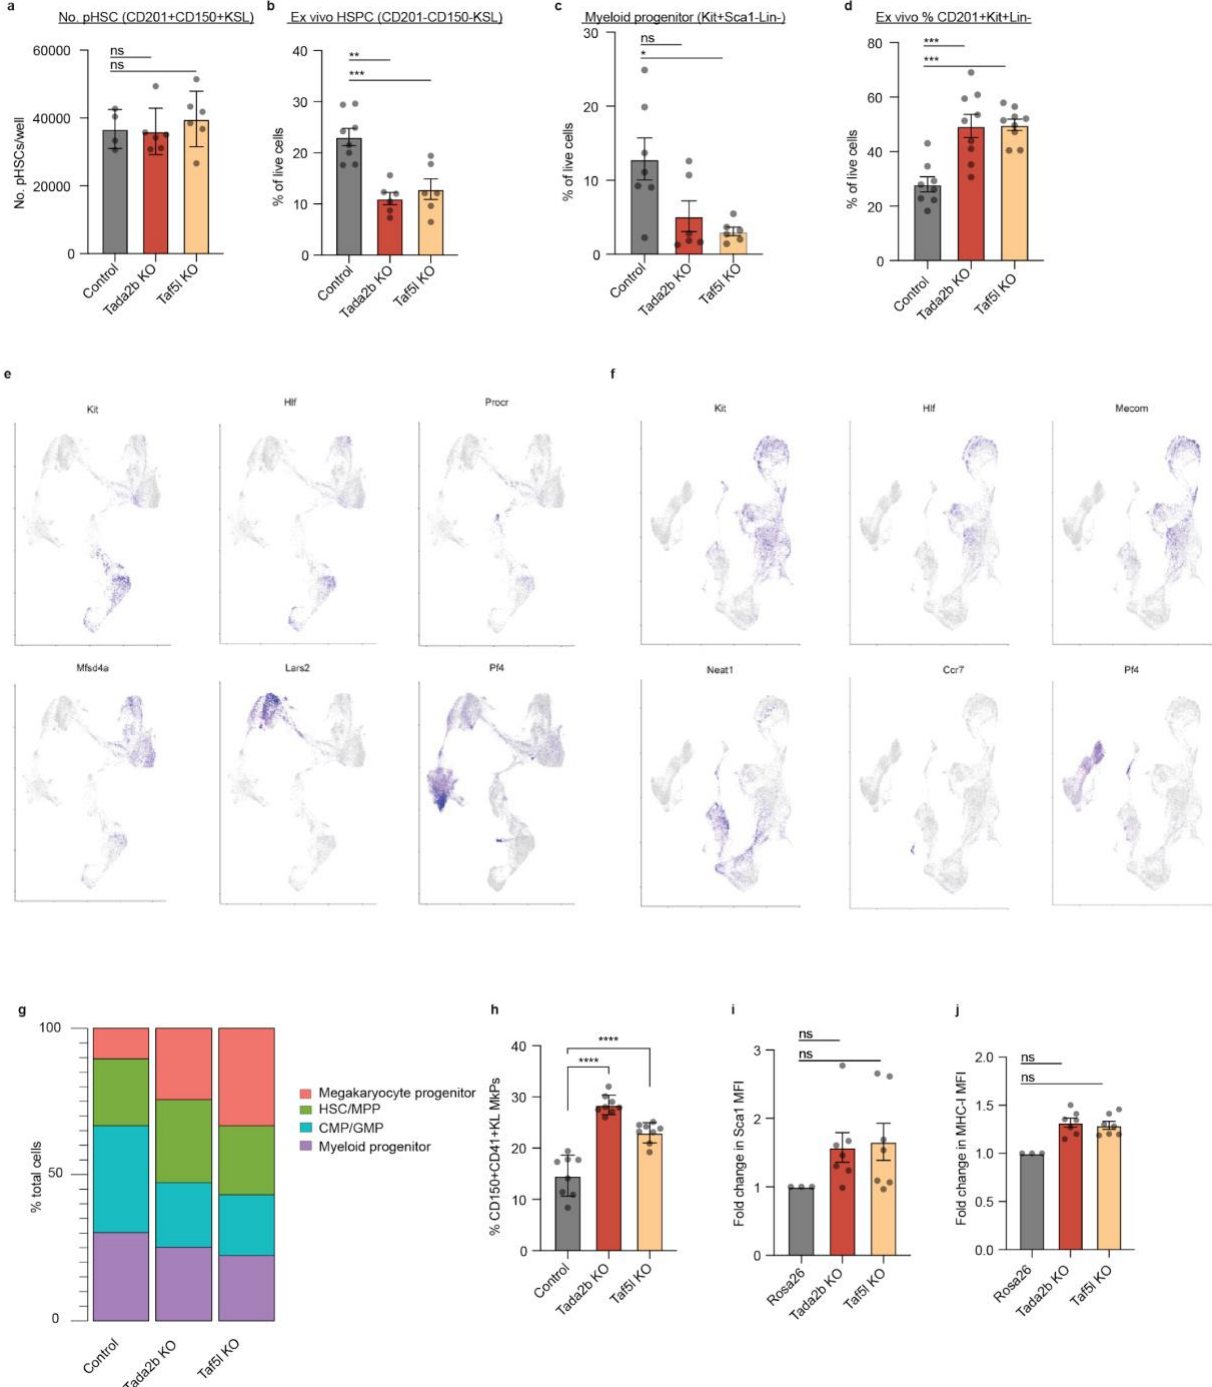 a
No. pHSC (CD201+CD150+KSL)
60000
40000
20000
0
No. pHSCs/well
ns
ns
Control
Tada2b KO
Taf5l KO
b
Ex vivo HSPC (CD201-CD150-KSL)
40
30
20
10
0
% of live cells
**
***
Control
Tada2b KO
Taf5l KO
c
Myeloid progenitor (Kit+Sca1-Lin-)
30
20
10
0
% of live cells
ns
*
Control
Tada2b KO
Taf5l KO
d
Ex vivo % CD201+Kit+Lin-
80
60
40
20
0
% of live cells
***
***
Control
Tada2b KO
Taf5l KO
e
Kit
Hlf
Procr
Mfsd4a
Lars2
Pf4
f
Kit
Hlf
Mecom
Neat1
Ccr7
Pf4
g
100
50
0
% total cells
Control
Tada2b KO
Taf5l KO
Megakaryocyte progenitor
HSC/MPP
CMP/GMP
Myeloid progenitor
h
40
30
20
10
0
% CD150+CD41+KL MkPs
****
****
Control
Tada2b KO
Taf5l KO
i
3
2
1
0
Fold change in Sca1 MFI
ns
ns
Rosa26
Tada2b KO
Taf5l KO
j
2.0
1.5
1.0
0.5
0.0
Fold change in MHC-I MFI
ns
ns
Rosa26
Tada2b KO
Taf5l KO